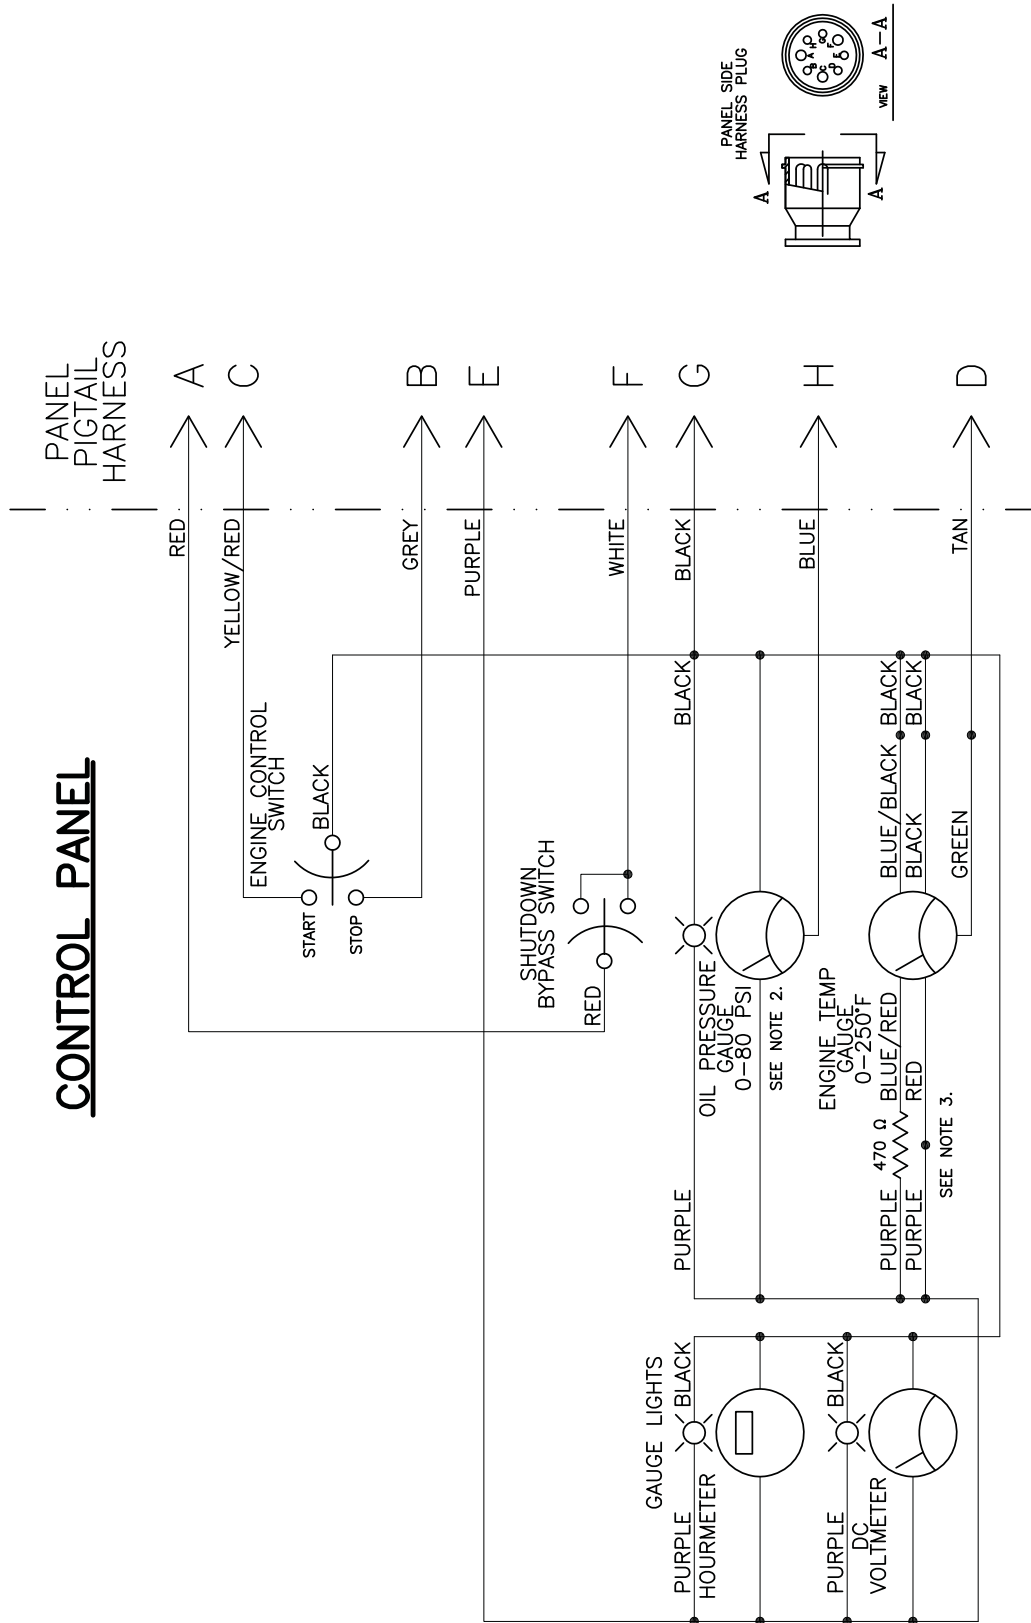 CONTROL PANEL
PANEL
PIGTAIL
HARNESS
A
C
B
E
F
G
H
D
RED
YELLOW/RED
GREY
PURPLE
WHITE
BLACK
BLUE
TAN
ENGINE CONTROL
SWITCH
BLACK
START
STOP
SHUTDOWN
BYPASS SWITCH
RED
BLACK
OIL PRESSURE
GAUGE
0-80 PSI
SEE NOTE 2.
PURPLE
ENGINE TEMP
GAUGE
0-250°F
BLUE/BLACK
BLACK
BLACK
BLACK
GREEN
BLUE/RED
RED
470 Ω
SEE NOTE 3.
PURPLE
PURPLE
GAUGE LIGHTS
BLACK
PURPLE
HOURMETER
BLACK
PURPLE
DC
VOLTMETER
PANEL SIDE
HARNESS PLUG
A
A
A
B
C
D
E
F
G
H
VIEW A-A